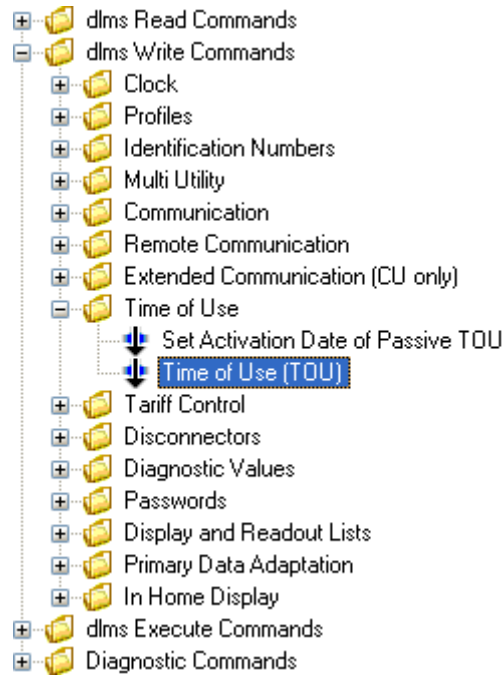 dlms Read Commands
dlms Write Commands
Clock
Profiles
Identification Numbers
Multi Utility
Communication
Remote Communication
Extended Communication (CU only)
Time of Use
Set Activation Date of Passive TOU
Time of Use (TOU)
Tariff Control
Disconnectors
Diagnostic Values
Passwords
Display and Readout Lists
Primary Data Adaptation
In Home Display
dlms Execute Commands
Diagnostic Commands